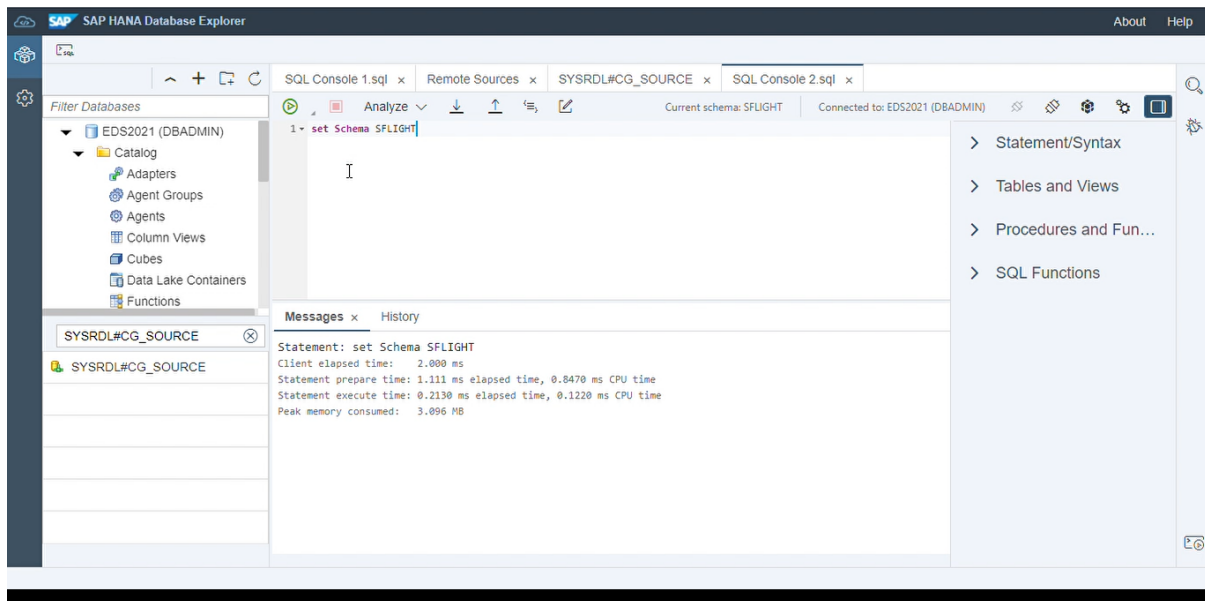 SAP SAP HANA Database Explorer About Help
SQL
SQL Console 1.sql × Remote Sources × SYSRDL#CG_SOURCE × SQL Console 2.sql ×
Filter Databases
Analyze Current schema: SFLIGHT Connected to: EDS2021 (DBADMIN)
EDS2021 (DBADMIN)
Catalog
Adapters
Agent Groups
Agents
Column Views
Cubes
Data Lake Containers
Functions
SYSRDL#CG_SOURCE
SYSRDL#CG_SOURCE
1 set Schema SFLIGHT
Messages × History
Statement: set Schema SFLIGHT
Client elapsed time: 2.000 ms
Statement prepare time: 1.111 ms elapsed time, 0.8470 ms CPU time
Statement execute time: 0.2130 ms elapsed time, 0.1220 ms CPU time
Peak memory consumed: 3.096 MB
Statement/Syntax
Tables and Views
Procedures and Fun...
SQL Functions